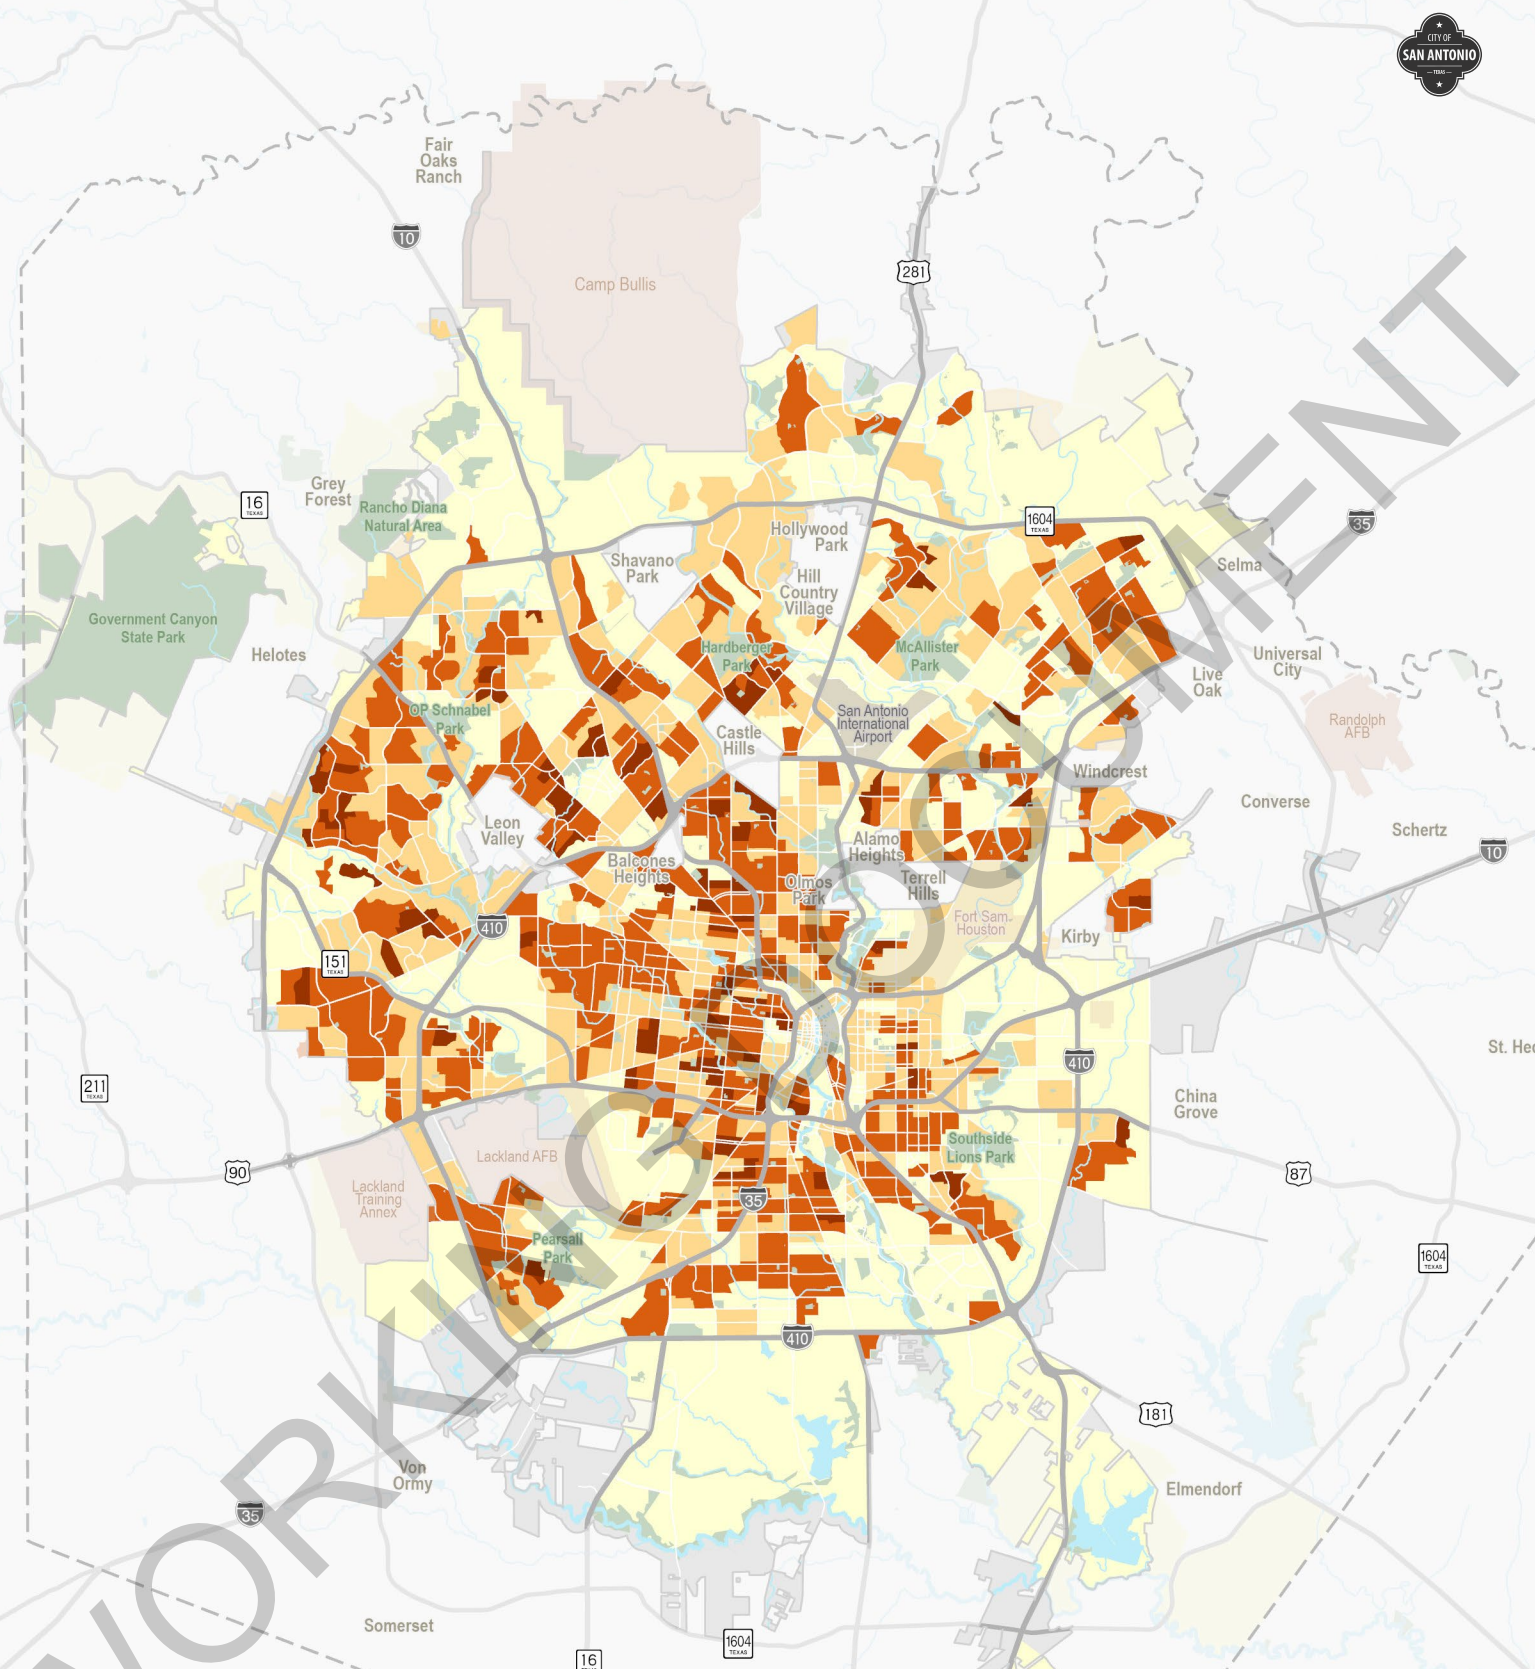 CITY OF
SAN ANTONIO
TEXAS
Fair
Oaks
Ranch
10
281
Camp Bullis
Grey
Forest
16
TEXAS
Rancho Diana
Natural Area
Hollywood
Park
1604
TEXAS
35
Shavano
Park
Hill
Country
Village
Selma
Government Canyon
State Park
Helotes
Hardberger
Park
McAllister
Park
Live
Oak
Universal
City
OP Schnabel
Park
San Antonio
International
Airport
Randolph
AFB
Castle
Hills
Windcrest
Converse
Schertz
Leon
Valley
Alamo
Heights
10
Balcones
Heights
Olmos
Park
Terrell
Hills
410
Fort Sam
Houston
Kirby
151
TEXAS
St. He
211
TEXAS
410
China
Grove
90
Lackland AFB
Southside
Lions Park
87
Lackland
Training
Annex
35
Pearsall
Park
1604
TEXAS
410
181
Von
Ormy
Elmendorf
35
Somerset
16
TEXAS
1604
TEXAS
WORKING DOCUMENT